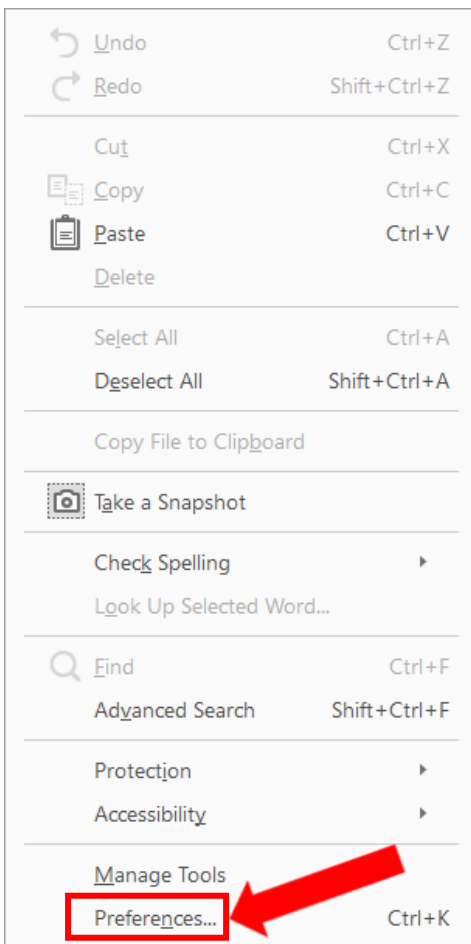 Undo Ctrl+Z
Redo Shift+Ctrl+Z
Cut Ctrl+X
Copy Ctrl+C
Paste Ctrl+V
Delete
Select All Ctrl+A
Deselect All Shift+Ctrl+A
Copy File to Clipboard
Take a Snapshot
Check Spelling
Look Up Selected Word...
Find Ctrl+F
Advanced Search Shift+Ctrl+F
Protection
Accessibility
Manage Tools
Preferences... Ctrl+K